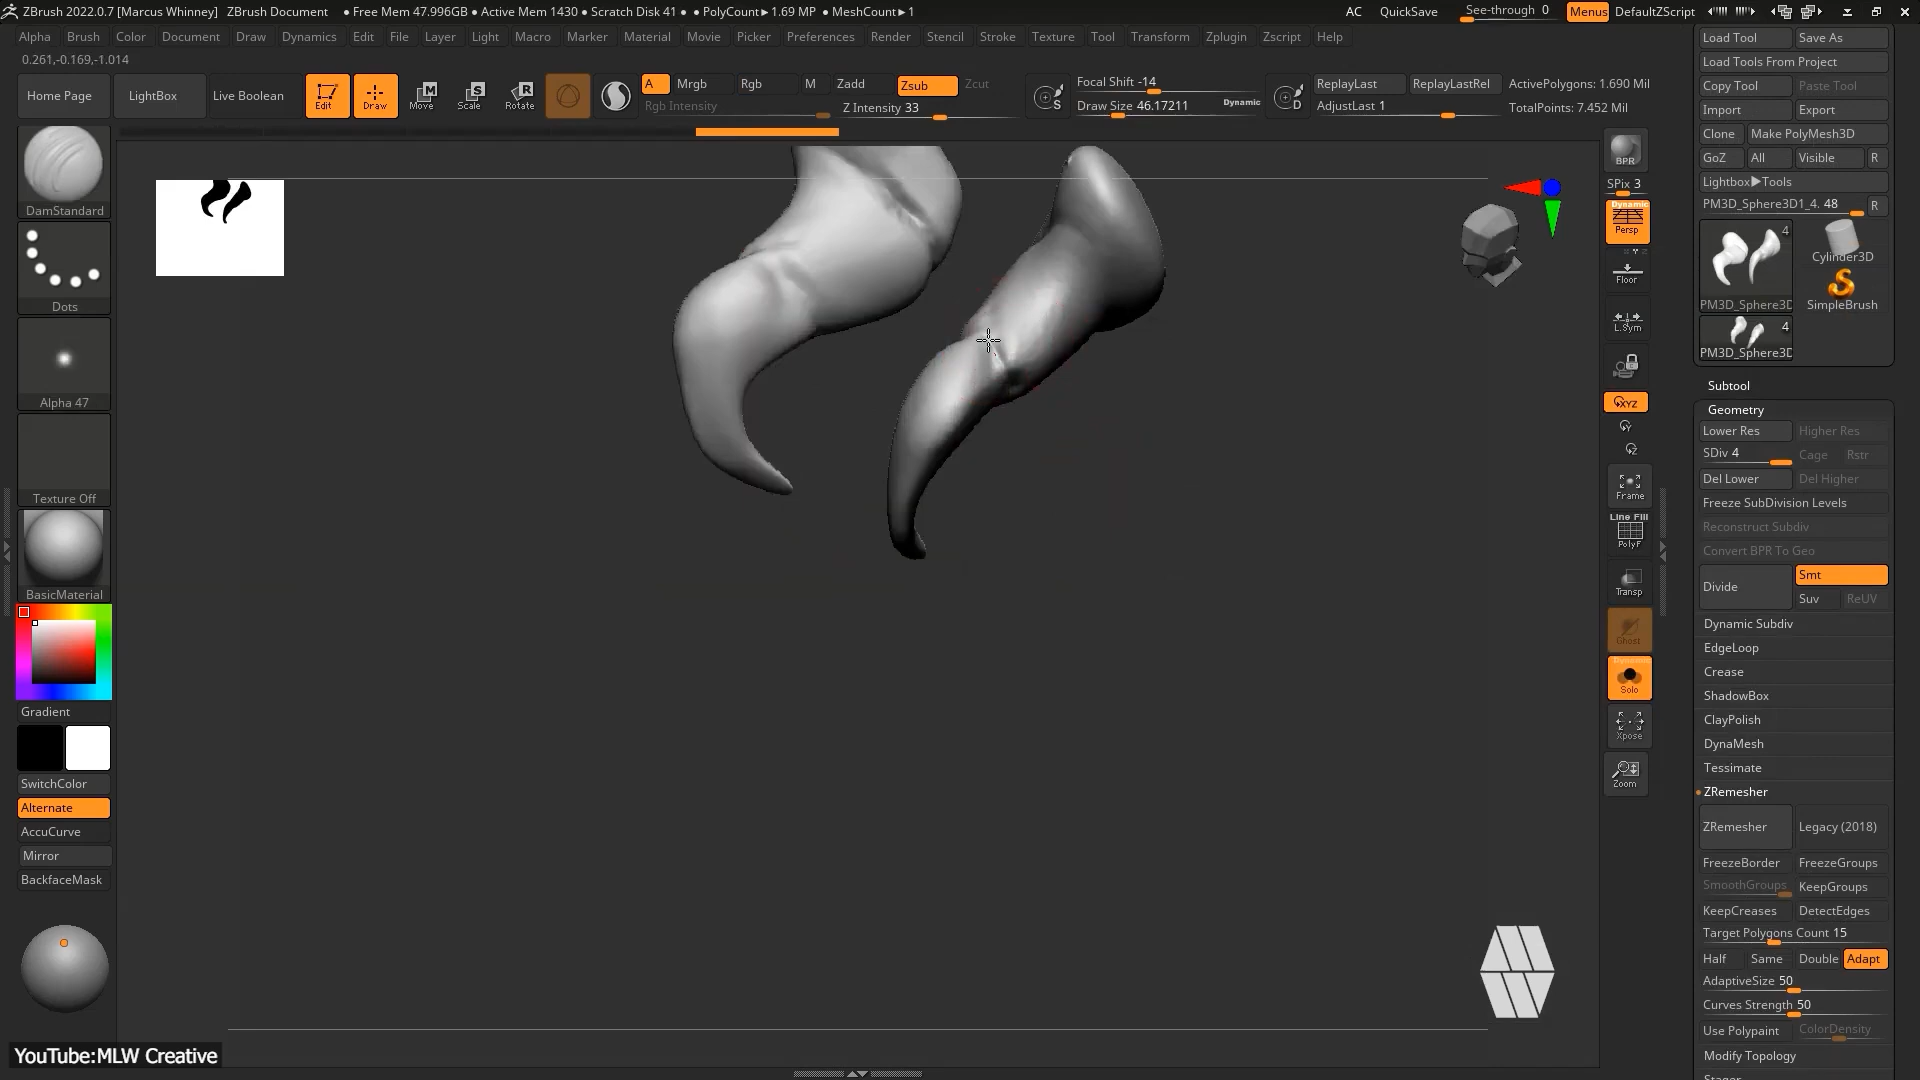 ZBrush 2022.0.7 [Marcus Whinney] ZBrush Document • Free Mem 47.996GB • Active Mem 1430 • Scratch Disk 41 • • PolyCount▸1.69 MP • MeshCount▸1 AC QuickSave See-through 0 Menus DefaultZScript
Alpha Brush Color Document Draw Dynamics Edit File Layer Light Macro Marker Material Movie Picker Preferences Render Stencil Stroke Texture Tool Transform Zplugin Zscript Help
0.261,-0.169,-1.014
Home Page LightBox Live Boolean Edit Draw Move Scale Rotate
M S R
A Mrgb Rgb M Zadd Zsub Zcut
Rgb Intensity Z Intensity 33
S
Focal Shift -14
Draw Size 46.17211 Dynamic
D
ReplayLast ReplayLastRel
AdjustLast 1
ActivePolygons: 1.690 Mil
TotalPoints: 7.452 Mil
DamStandard
Dots
Alpha 47
Texture Off
BasicMaterial
Gradient
SwitchColor
Alternate
AccuCurve
Mirror
BackfaceMask
BPR
SPix 3
Dynamic
Persp
Floor
L.Sym
XYZ
Y
Z
Frame
Line Fill
PolyF
Transp
Ghost
Dynamic
Solo
Xpose
Zoom
Load Tool Save As
Load Tools From Project
Copy Tool Paste Tool
Import Export
Clone Make PolyMesh3D
GoZ All Visible R
Lightbox▶Tools
PM3D_Sphere3D1_4. 48 R
4
Cylinder3D
PM3D_Sphere3D SimpleBrush
4
PM3D_Sphere3D
Subtool
Geometry
Lower Res Higher Res
SDiv 4 Cage Rstr
Del Lower Del Higher
Freeze SubDivision Levels
Reconstruct Subdiv
Convert BPR To Geo
Divide Smt
Suv ReUV
Dynamic Subdiv
EdgeLoop
Crease
ShadowBox
ClayPolish
DynaMesh
Tessimate
ZRemesher
ZRemesher Legacy (2018)
FreezeBorder FreezeGroups
SmoothGroups KeepGroups
KeepCreases DetectEdges
Target Polygons Count 15
Half Same Double Adapt
AdaptiveSize 50
Curves Strength 50
Use Polypaint ColorDensity
Modify Topology
YouTube:MLW Creative